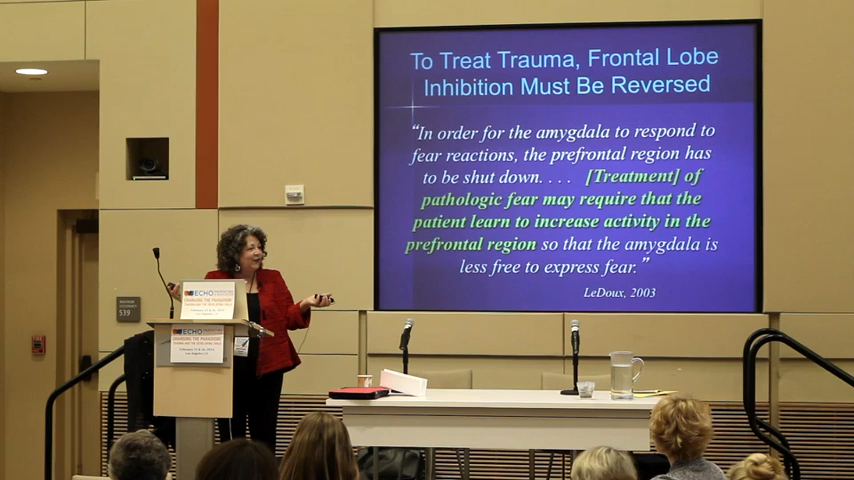 To Treat Trauma, Frontal Lobe
Inhibition Must Be Reversed
“In order for the amygdala to respond to
fear reactions, the prefrontal region has
to be shut down. . . . [Treatment] of
pathologic fear may require that the
patient learn to increase activity in the
prefrontal region so that the amygdala is
less free to express fear.”
LeDoux, 2003
ECHO
CHANGING THE PARADIGM
ECHO
CHANGING THE PARADIGM
Los Angeles, CA
539